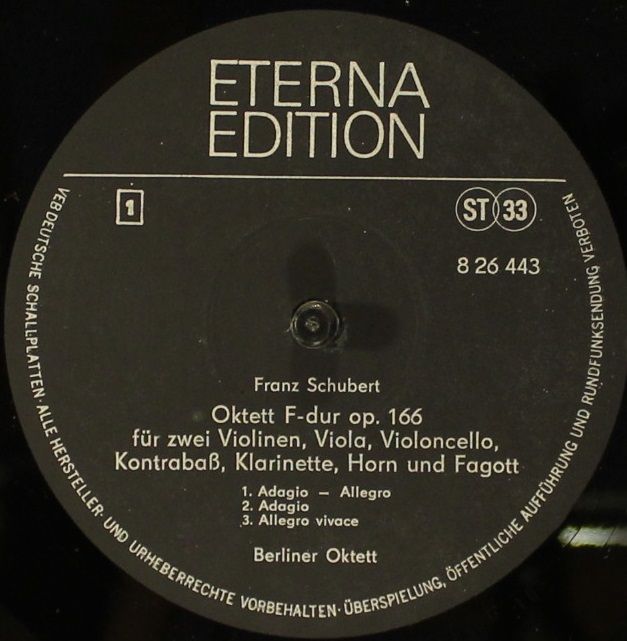 ETERNA
EDITION
1
ST 33
8 26 443
Franz Schubert
Oktett F-dur op. 166
für zwei Violinen, Viola, Violoncello,
Kontrabaß, Klarinette, Horn und Fagott
1. Adagio – Allegro
2. Adagio
3. Allegro vivace
Berliner Oktett
VEB DEUTSCHE SCHALLPLATTEN · ALLE HERSTELLER- UND URHEBERRECHTE VORBEHALTEN · ÜBERSPIELUNG, ÖFFENTLICHE AUFFÜHRUNG UND RUNDFUNKSENDUNG VERBOTEN